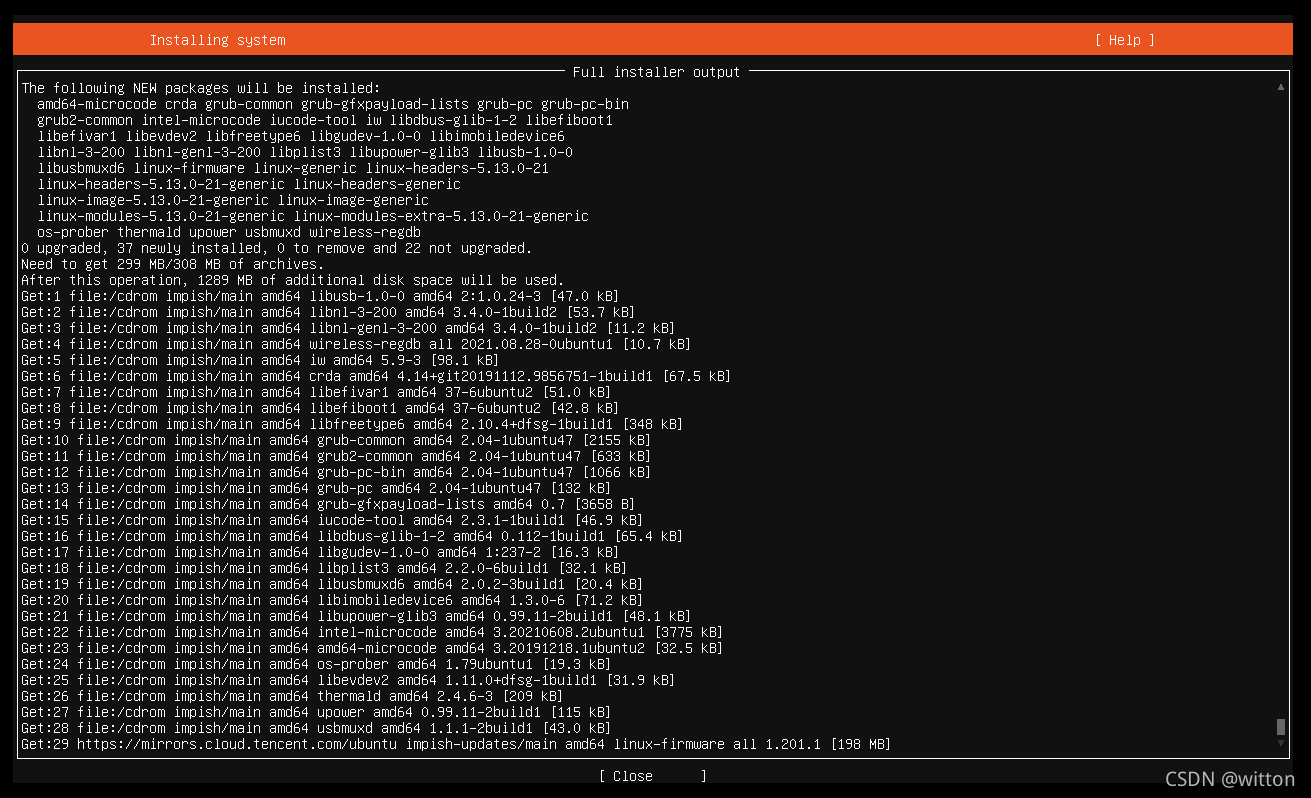 Installing system [ Help ]
Full installer output
The following NEW packages will be installed:
amd64-microcode crda grub-common grub-gfxpayload-lists grub-pc grub-pc-bin
grub2-common intel-microcode iucode-tool iw libdbus-glib-1-2 libefiboot1
libefivar1 libevdev2 libfreetype6 libgudev-1.0-0 libimobiledevice6
libnl-3-200 libnl-genl-3-200 libplist3 libupower-glib3 libusb-1.0-0
libusbmuxd6 linux-firmware linux-generic linux-headers-5.13.0-21
linux-headers-5.13.0-21-generic linux-headers-generic
linux-image-5.13.0-21-generic linux-image-generic
linux-modules-5.13.0-21-generic linux-modules-extra-5.13.0-21-generic
os-prober thermald upower usbmuxd wireless-regdb
0 upgraded, 37 newly installed, 0 to remove and 22 not upgraded.
Need to get 299 MB/308 MB of archives.
After this operation, 1289 MB of additional disk space will be used.
Get:1 file:/cdrom impish/main amd64 libusb-1.0-0 amd64 2:1.0.24-3 [47.0 kB]
Get:2 file:/cdrom impish/main amd64 libnl-3-200 amd64 3.4.0-1build2 [53.7 kB]
Get:3 file:/cdrom impish/main amd64 libnl-genl-3-200 amd64 3.4.0-1build2 [11.2 kB]
Get:4 file:/cdrom impish/main amd64 wireless-regdb all 2021.08.28-0ubuntu1 [10.7 kB]
Get:5 file:/cdrom impish/main amd64 iw amd64 5.9-3 [98.1 kB]
Get:6 file:/cdrom impish/main amd64 crda amd64 4.14+git20191112.9856751-1build1 [67.5 kB]
Get:7 file:/cdrom impish/main amd64 libefivar1 amd64 37-6ubuntu2 [51.0 kB]
Get:8 file:/cdrom impish/main amd64 libefiboot1 amd64 37-6ubuntu2 [42.8 kB]
Get:9 file:/cdrom impish/main amd64 libfreetype6 amd64 2.10.4+dfsg-1build1 [348 kB]
Get:10 file:/cdrom impish/main amd64 grub-common amd64 2.04-1ubuntu47 [2155 kB]
Get:11 file:/cdrom impish/main amd64 grub2-common amd64 2.04-1ubuntu47 [633 kB]
Get:12 file:/cdrom impish/main amd64 grub-pc-bin amd64 2.04-1ubuntu47 [1066 kB]
Get:13 file:/cdrom impish/main amd64 grub-pc amd64 2.04-1ubuntu47 [132 kB]
Get:14 file:/cdrom impish/main amd64 grub-gfxpayload-lists amd64 0.7 [3658 B]
Get:15 file:/cdrom impish/main amd64 iucode-tool amd64 2.3.1-1build1 [46.9 kB]
Get:16 file:/cdrom impish/main amd64 libdbus-glib-1-2 amd64 0.112-1build1 [65.4 kB]
Get:17 file:/cdrom impish/main amd64 libgudev-1.0-0 amd64 1:237-2 [16.3 kB]
Get:18 file:/cdrom impish/main amd64 libplist3 amd64 2.2.0-6build1 [32.1 kB]
Get:19 file:/cdrom impish/main amd64 libusbmuxd6 amd64 2.0.2-3build1 [20.4 kB]
Get:20 file:/cdrom impish/main amd64 libimobiledevice6 amd64 1.3.0-6 [71.2 kB]
Get:21 file:/cdrom impish/main amd64 libupower-glib3 amd64 0.99.11-2build1 [48.1 kB]
Get:22 file:/cdrom impish/main amd64 intel-microcode amd64 3.20210608.2ubuntu1 [3775 kB]
Get:23 file:/cdrom impish/main amd64 amd64-microcode amd64 3.20191218.1ubuntu2 [32.5 kB]
Get:24 file:/cdrom impish/main amd64 os-prober amd64 1.79ubuntu1 [19.3 kB]
Get:25 file:/cdrom impish/main amd64 libevdev2 amd64 1.11.0+dfsg-1build1 [31.9 kB]
Get:26 file:/cdrom impish/main amd64 thermald amd64 2.4.6-3 [209 kB]
Get:27 file:/cdrom impish/main amd64 upower amd64 0.99.11-2build1 [115 kB]
Get:28 file:/cdrom impish/main amd64 usbmuxd amd64 1.1.1-2build1 [43.0 kB]
Get:29 https://mirrors.cloud.tencent.com/ubuntu impish-updates/main amd64 linux-firmware all 1.201.1 [198 MB]
[ Close ]
CSDN @witton